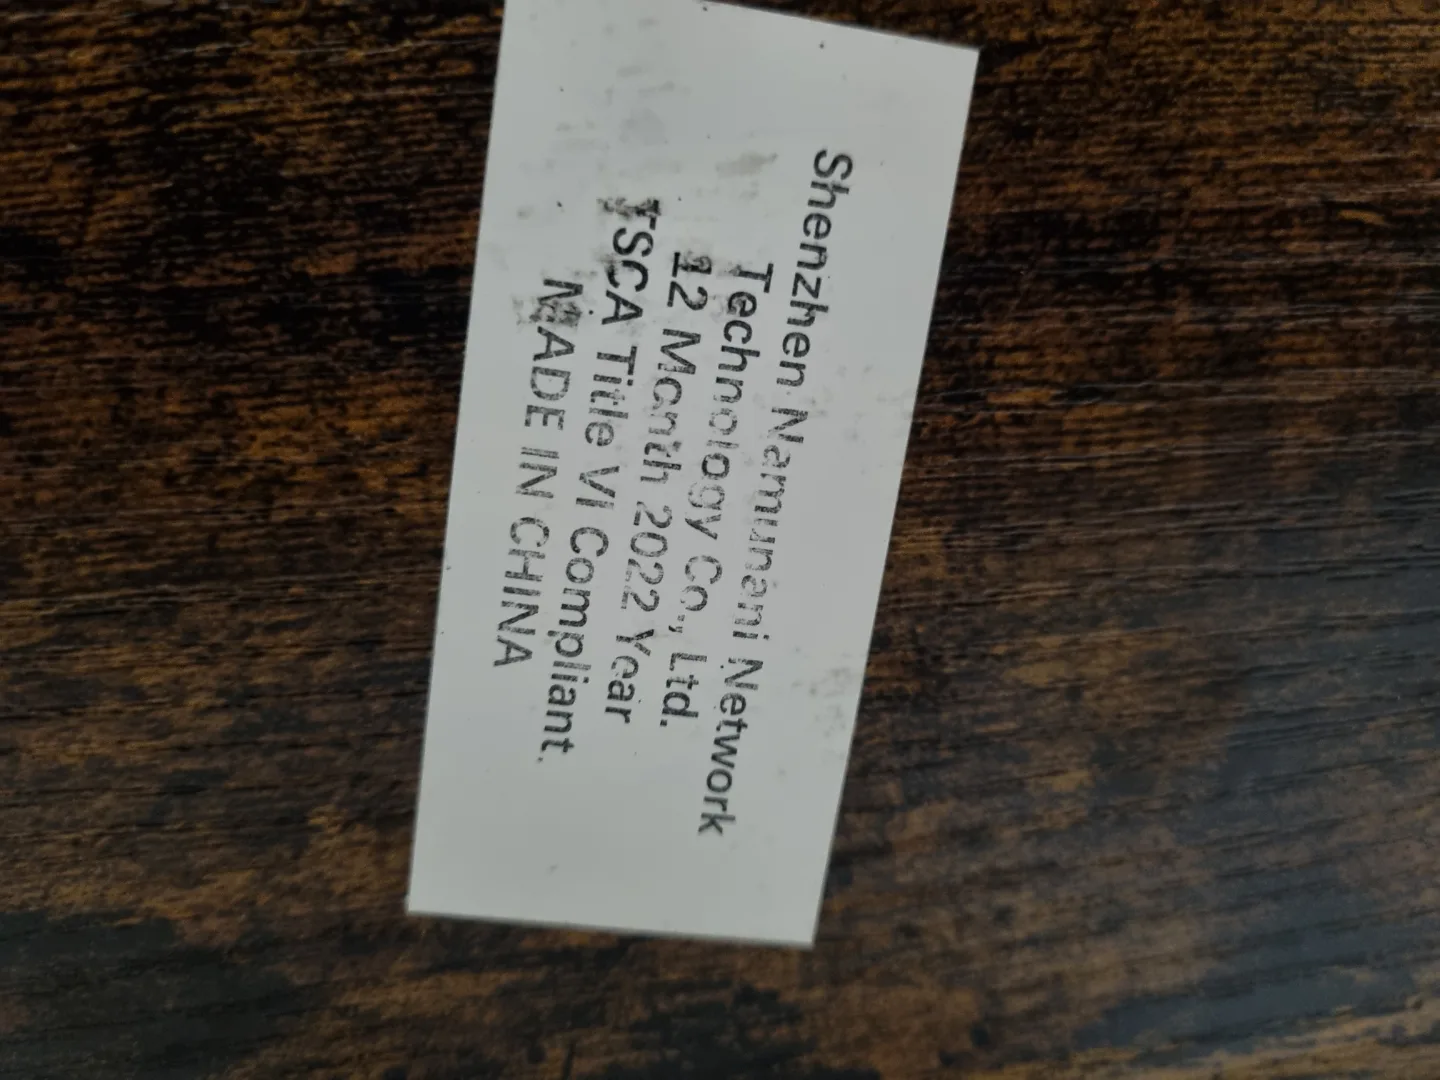 Shenzhen Namunani Network
Technology Co., Ltd.
12 Month 2022 Year
TSCA Title VI Compliant.
MADE IN CHINA